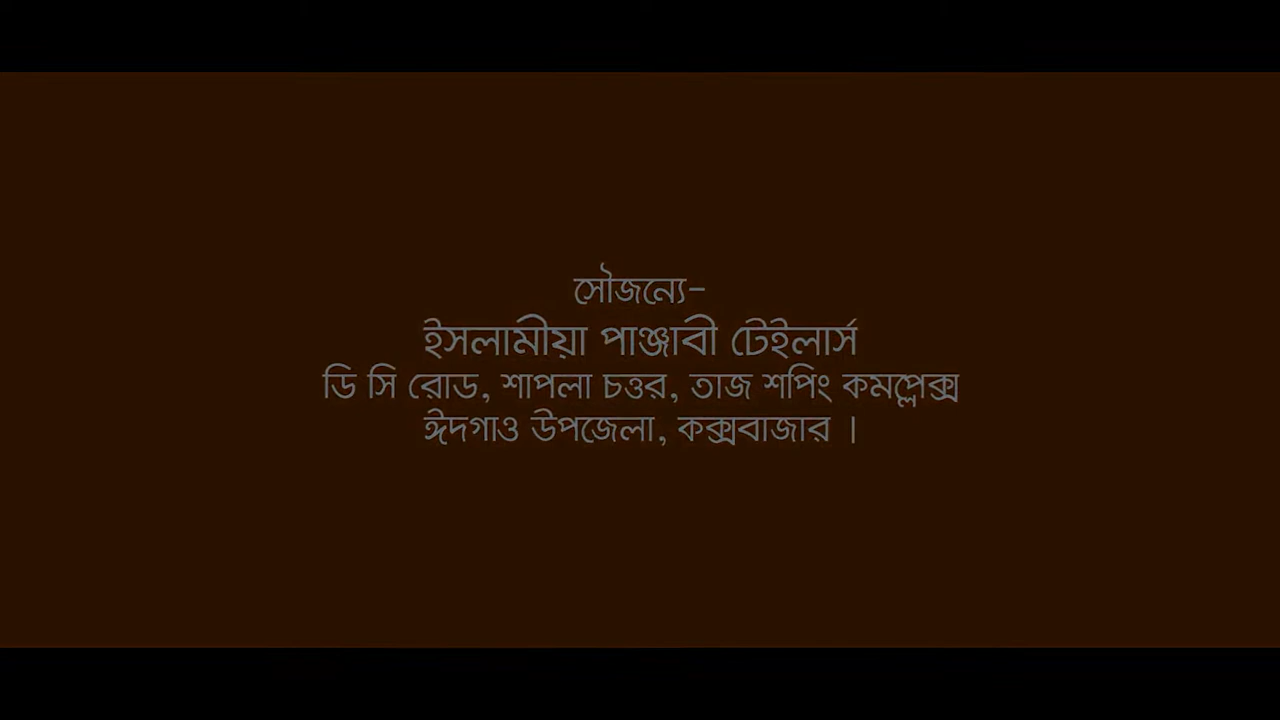 সৌজন্যে-
ইসলামীয়া পাঞ্জাবী টেইলার্স
ডি সি রোড, শাপলা চত্তর, তাজ শপিং কমপ্লেক্স
ঈদগাও উপজেলা, কক্সবাজার ।